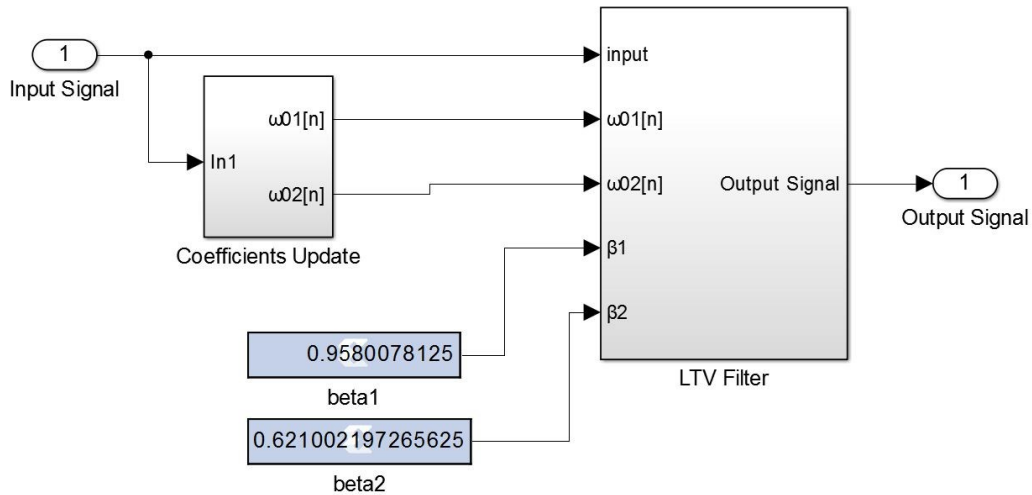 1
Input Signal
In1
ω01[n]
ω02[n]
Coefficients Update
input
ω01[n]
ω02[n]
β1
β2
Output Signal
LTV Filter
1
Output Signal
0.9580078125
beta1
0.621002197265625
beta2